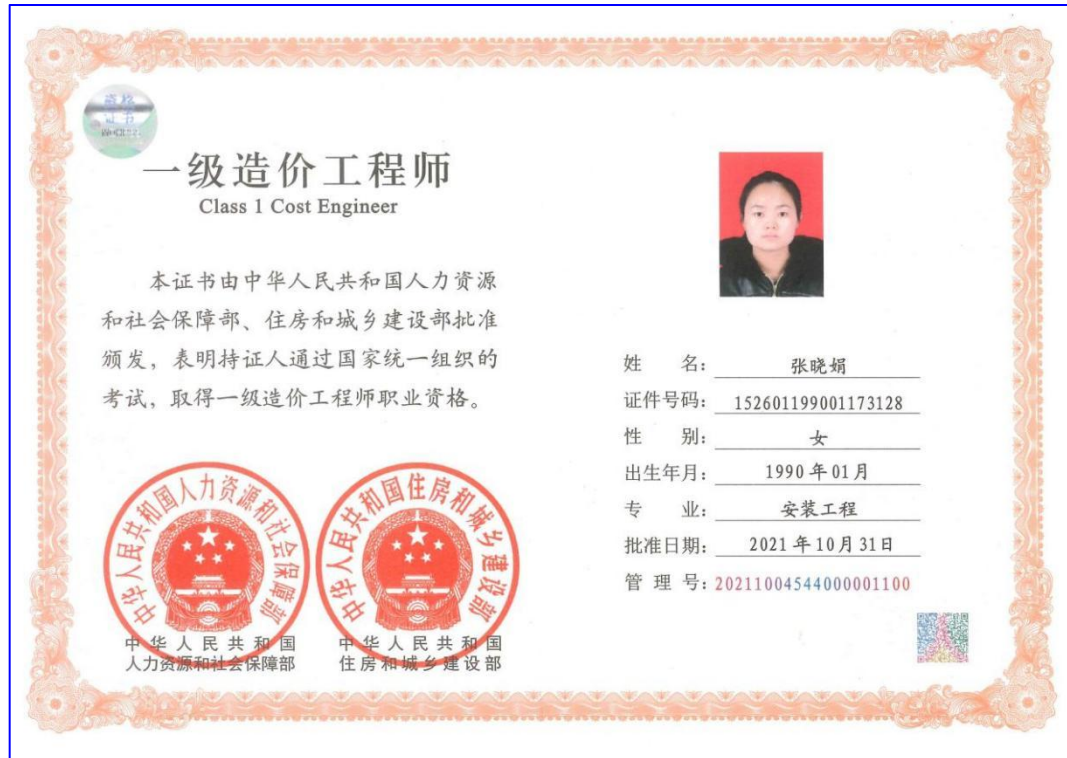 资格
证书
一级造价工程师
Class 1 Cost Engineer
本证书由中华人民共和国人力资源
和社会保障部、住房和城乡建设部批准
颁发，表明持证人通过国家统一组织的
考试，取得一级造价工程师职业资格。
中华人民共和国人力资源和社会保障部
中华人民共和国
人力资源和社会保障部
中华人民共和国住房和城乡建设部
中华人民共和国
住房和城乡建设部
姓 名： 张晓娟
证件号码： 152601199001173128
性 别： 女
出生年月： 1990年01月
专 业： 安装工程
批准日期： 2021年10月31日
管 理 号：20211004544000001100